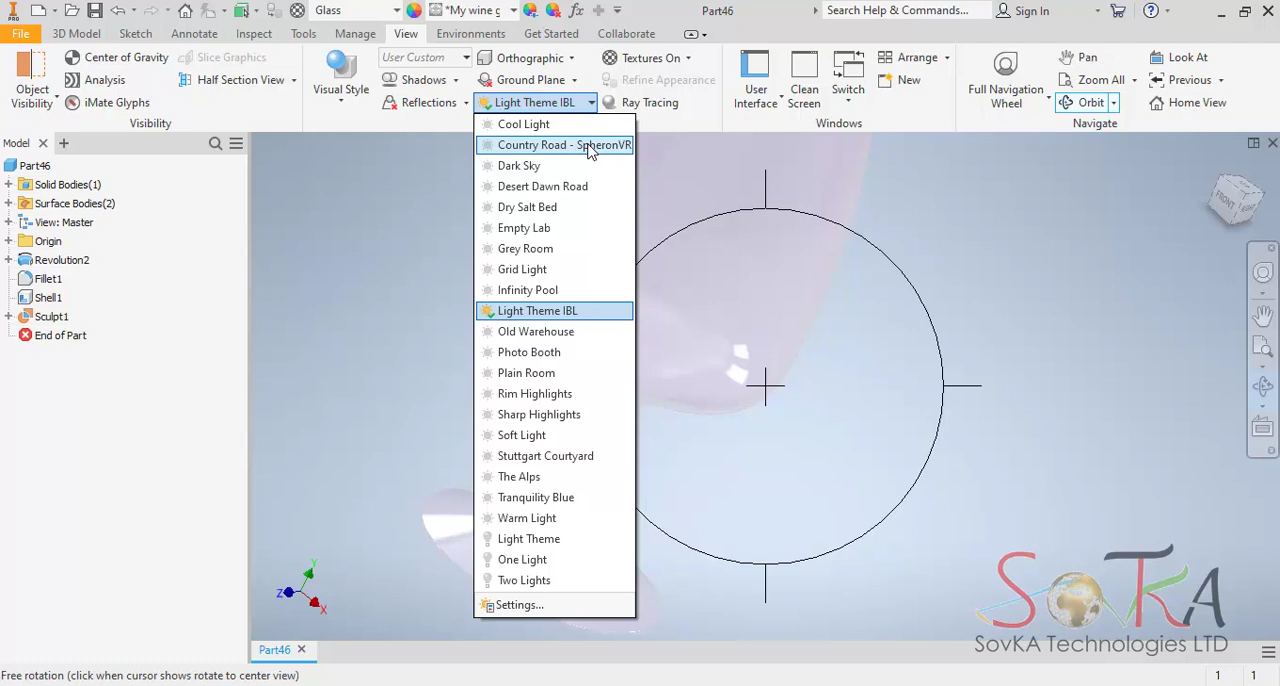 Glass
*My wine g
Part46
Search Help & Commands...
Sign In
File
3D Model
Sketch
Annotate
Inspect
Tools
Manage
View
Environments
Get Started
Collaborate
Object
Visibility
Center of Gravity
Analysis
iMate Glyphs
Slice Graphics
Half Section View
Visibility
Visual Style
User Custom
Shadows
Reflections
Orthographic
Ground Plane
Light Theme IBL
Textures On
Refine Appearance
Ray Tracing
User
Interface
Clean
Screen
Switch
Arrange
New
Windows
Full Navigation
Wheel
Pan
Zoom All
Orbit
Look At
Previous
Home View
Navigate
Model
Part46
Solid Bodies(1)
Surface Bodies(2)
View: Master
Origin
Revolution2
Fillet1
Shell1
Sculpt1
End of Part
Cool Light
Country Road - SpheronVR
Dark Sky
Desert Dawn Road
Dry Salt Bed
Empty Lab
Grey Room
Grid Light
Infinity Pool
Light Theme IBL
Old Warehouse
Photo Booth
Plain Room
Rim Highlights
Sharp Highlights
Soft Light
Stuttgart Courtyard
The Alps
Tranquility Blue
Warm Light
Light Theme
One Light
Two Lights
Settings...
FRONT
Y
Z
X
SovKA
SovKA Technologies LTD
Part46
Free rotation (click when cursor shows rotate to center view)
1 1